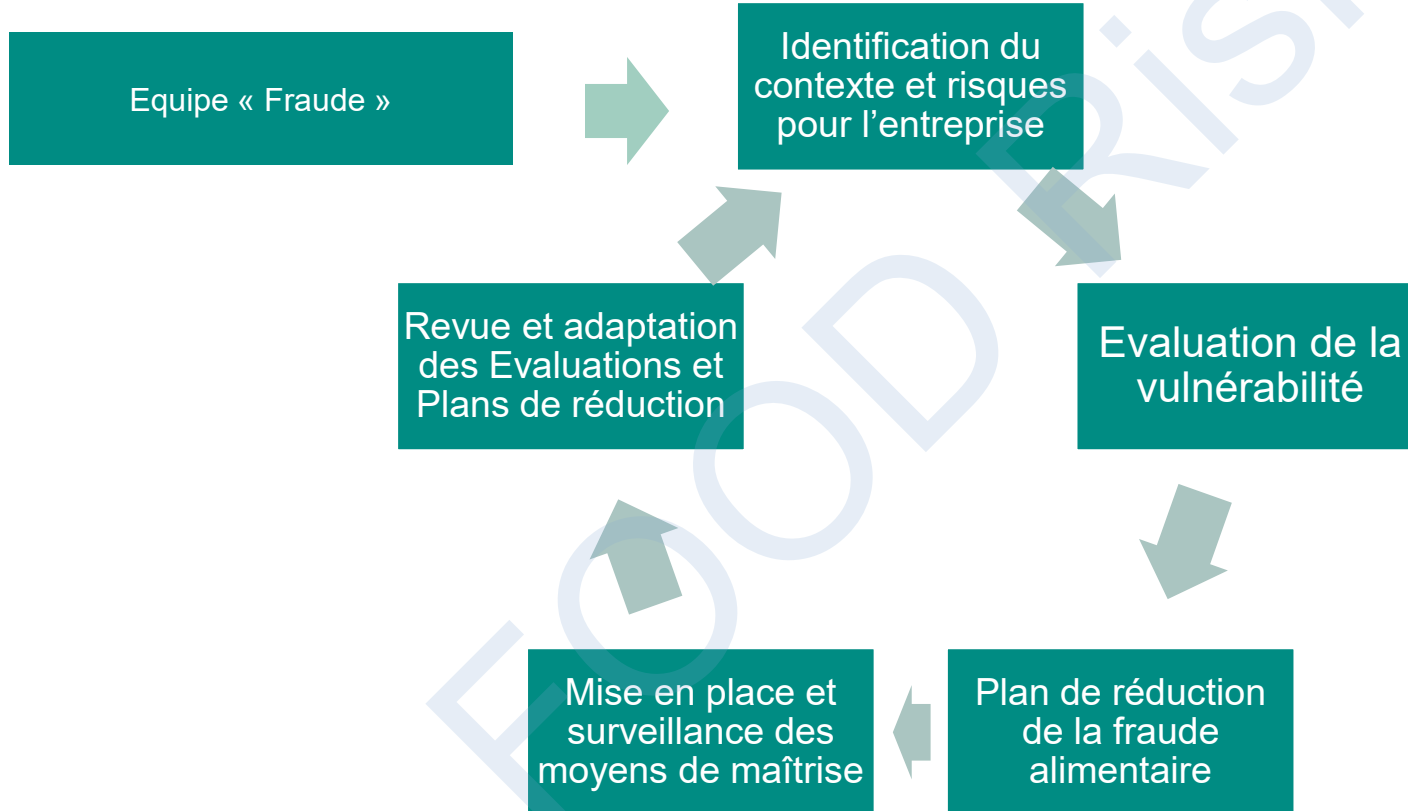 Equipe « Fraude »
Identification du
contexte et risques
pour l’entreprise
Evaluation de la
vulnérabilité
Plan de réduction
de la fraude
alimentaire
Mise en place et
surveillance des
moyens de maîtrise
Revue et adaptation
des Evaluations et
Plans de réduction
FOOD Ris